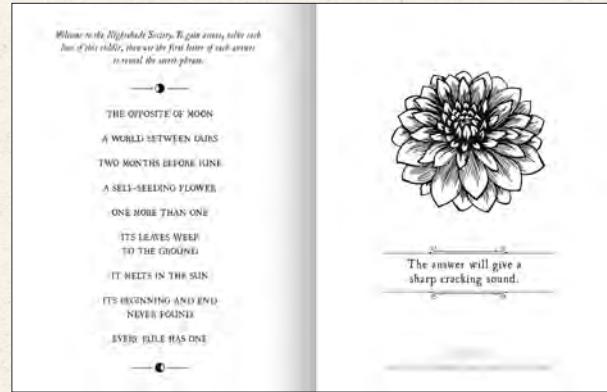 Welcome to the Nightshade Society. To gain access, solve each
line of this riddle, then use the first letter of each answer
to reveal the secret phrase.
THE OPPOSITE OF MOON
A WORLD BETWEEN OURS
TWO MONTHS BEFORE JUNE
A SELF-SEEDING FLOWER
ONE MORE THAN ONE
ITS LEAVES WEEP
TO THE GROUND
IT MELTS IN THE SUN
ITS BEGINNING AND END
NEVER FOUND
EVERY RULE HAS ONE
The answer will give a
sharp cracking sound.